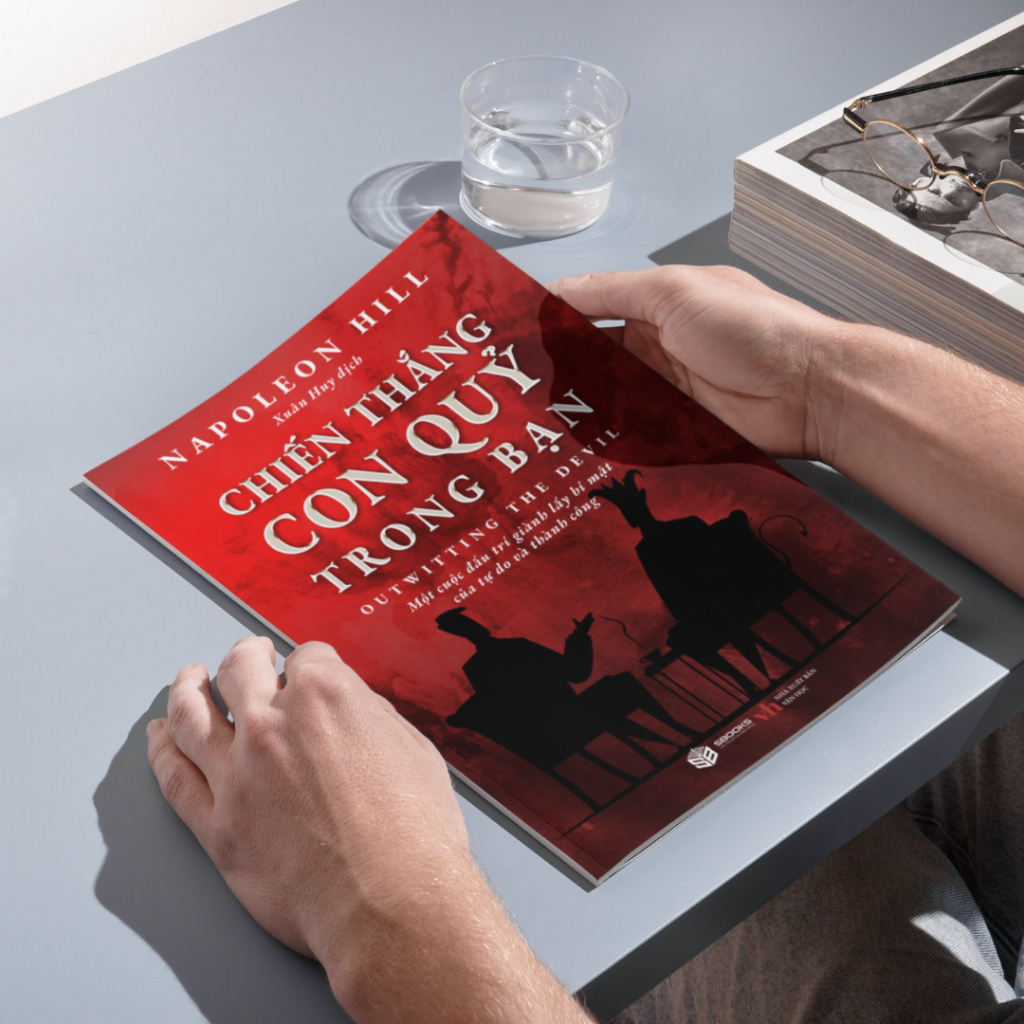 NAPOLEON HILL
Xuân Huy dịch
CHIẾN THẮNG
CON QUỶ
TRONG BẠN
OUTWITTING THE DEVIL
Một cuộc đấu trí giành lấy bí mật
của tự do và thành công
SBOOKS
vh
NHÀ XUẤT BẢN
VĂN HỌC